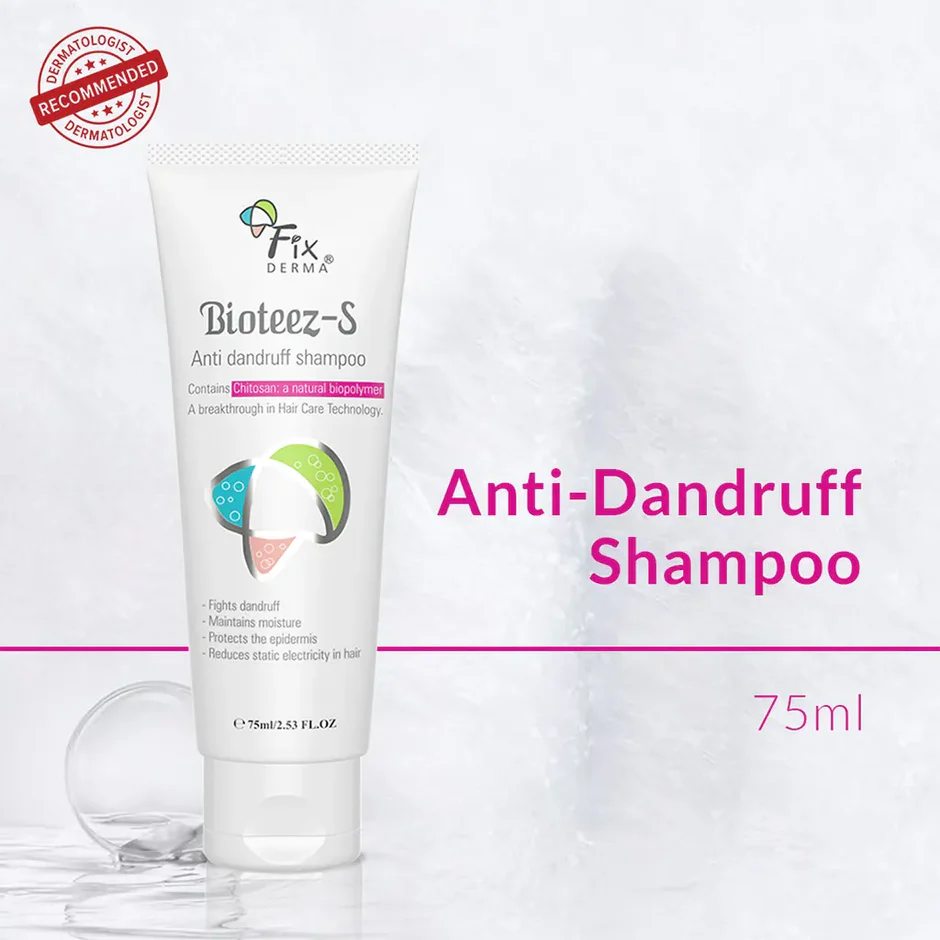 DERMATOLOGIST
RECOMMENDED
DERMATOLOGIST
Fix
DERMA®
Bioteez-S
Anti dandruff shampoo
Contains Chitosan: a natural biopolymer
A breakthrough in Hair Care Technology.
- Fights dandruff
- Maintains moisture
- Protects the epidermis
- Reduces static electricity in hair
℮ 75ml/2.53 FL.OZ
Anti-Dandruff
Shampoo
75ml